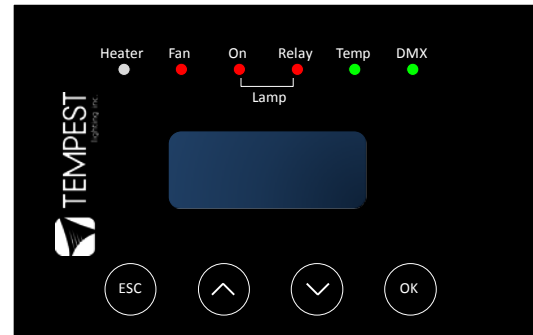 Heater Fan On Relay Temp DMX
Lamp
TEMPEST
lighting inc.
ESC OK